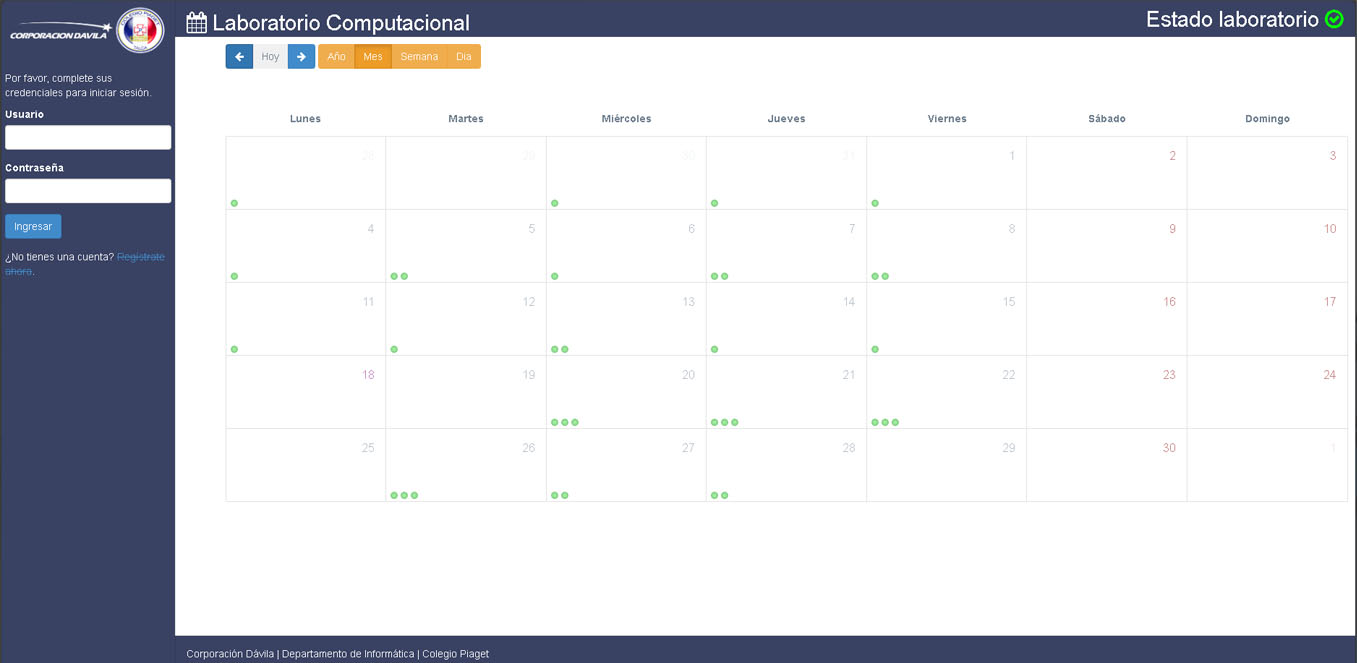 CORPORACION DAVILA
Laboratorio Computacional
Estado laboratorio
Hoy
Año Mes Semana Dia
Por favor, complete sus
credenciales para iniciar sesión.
Usuario
Contraseña
Ingresar
¿No tienes una cuenta? Regístrate
ahora.
Lunes Martes Miércoles Jueves Viernes Sábado Domingo
28 29 30 31 1 2 3
4 5 6 7 8 9 10
11 12 13 14 15 16 17
18 19 20 21 22 23 24
25 26 27 28 29 30 1
Corporación Dávila | Departamento de Informática | Colegio Piaget